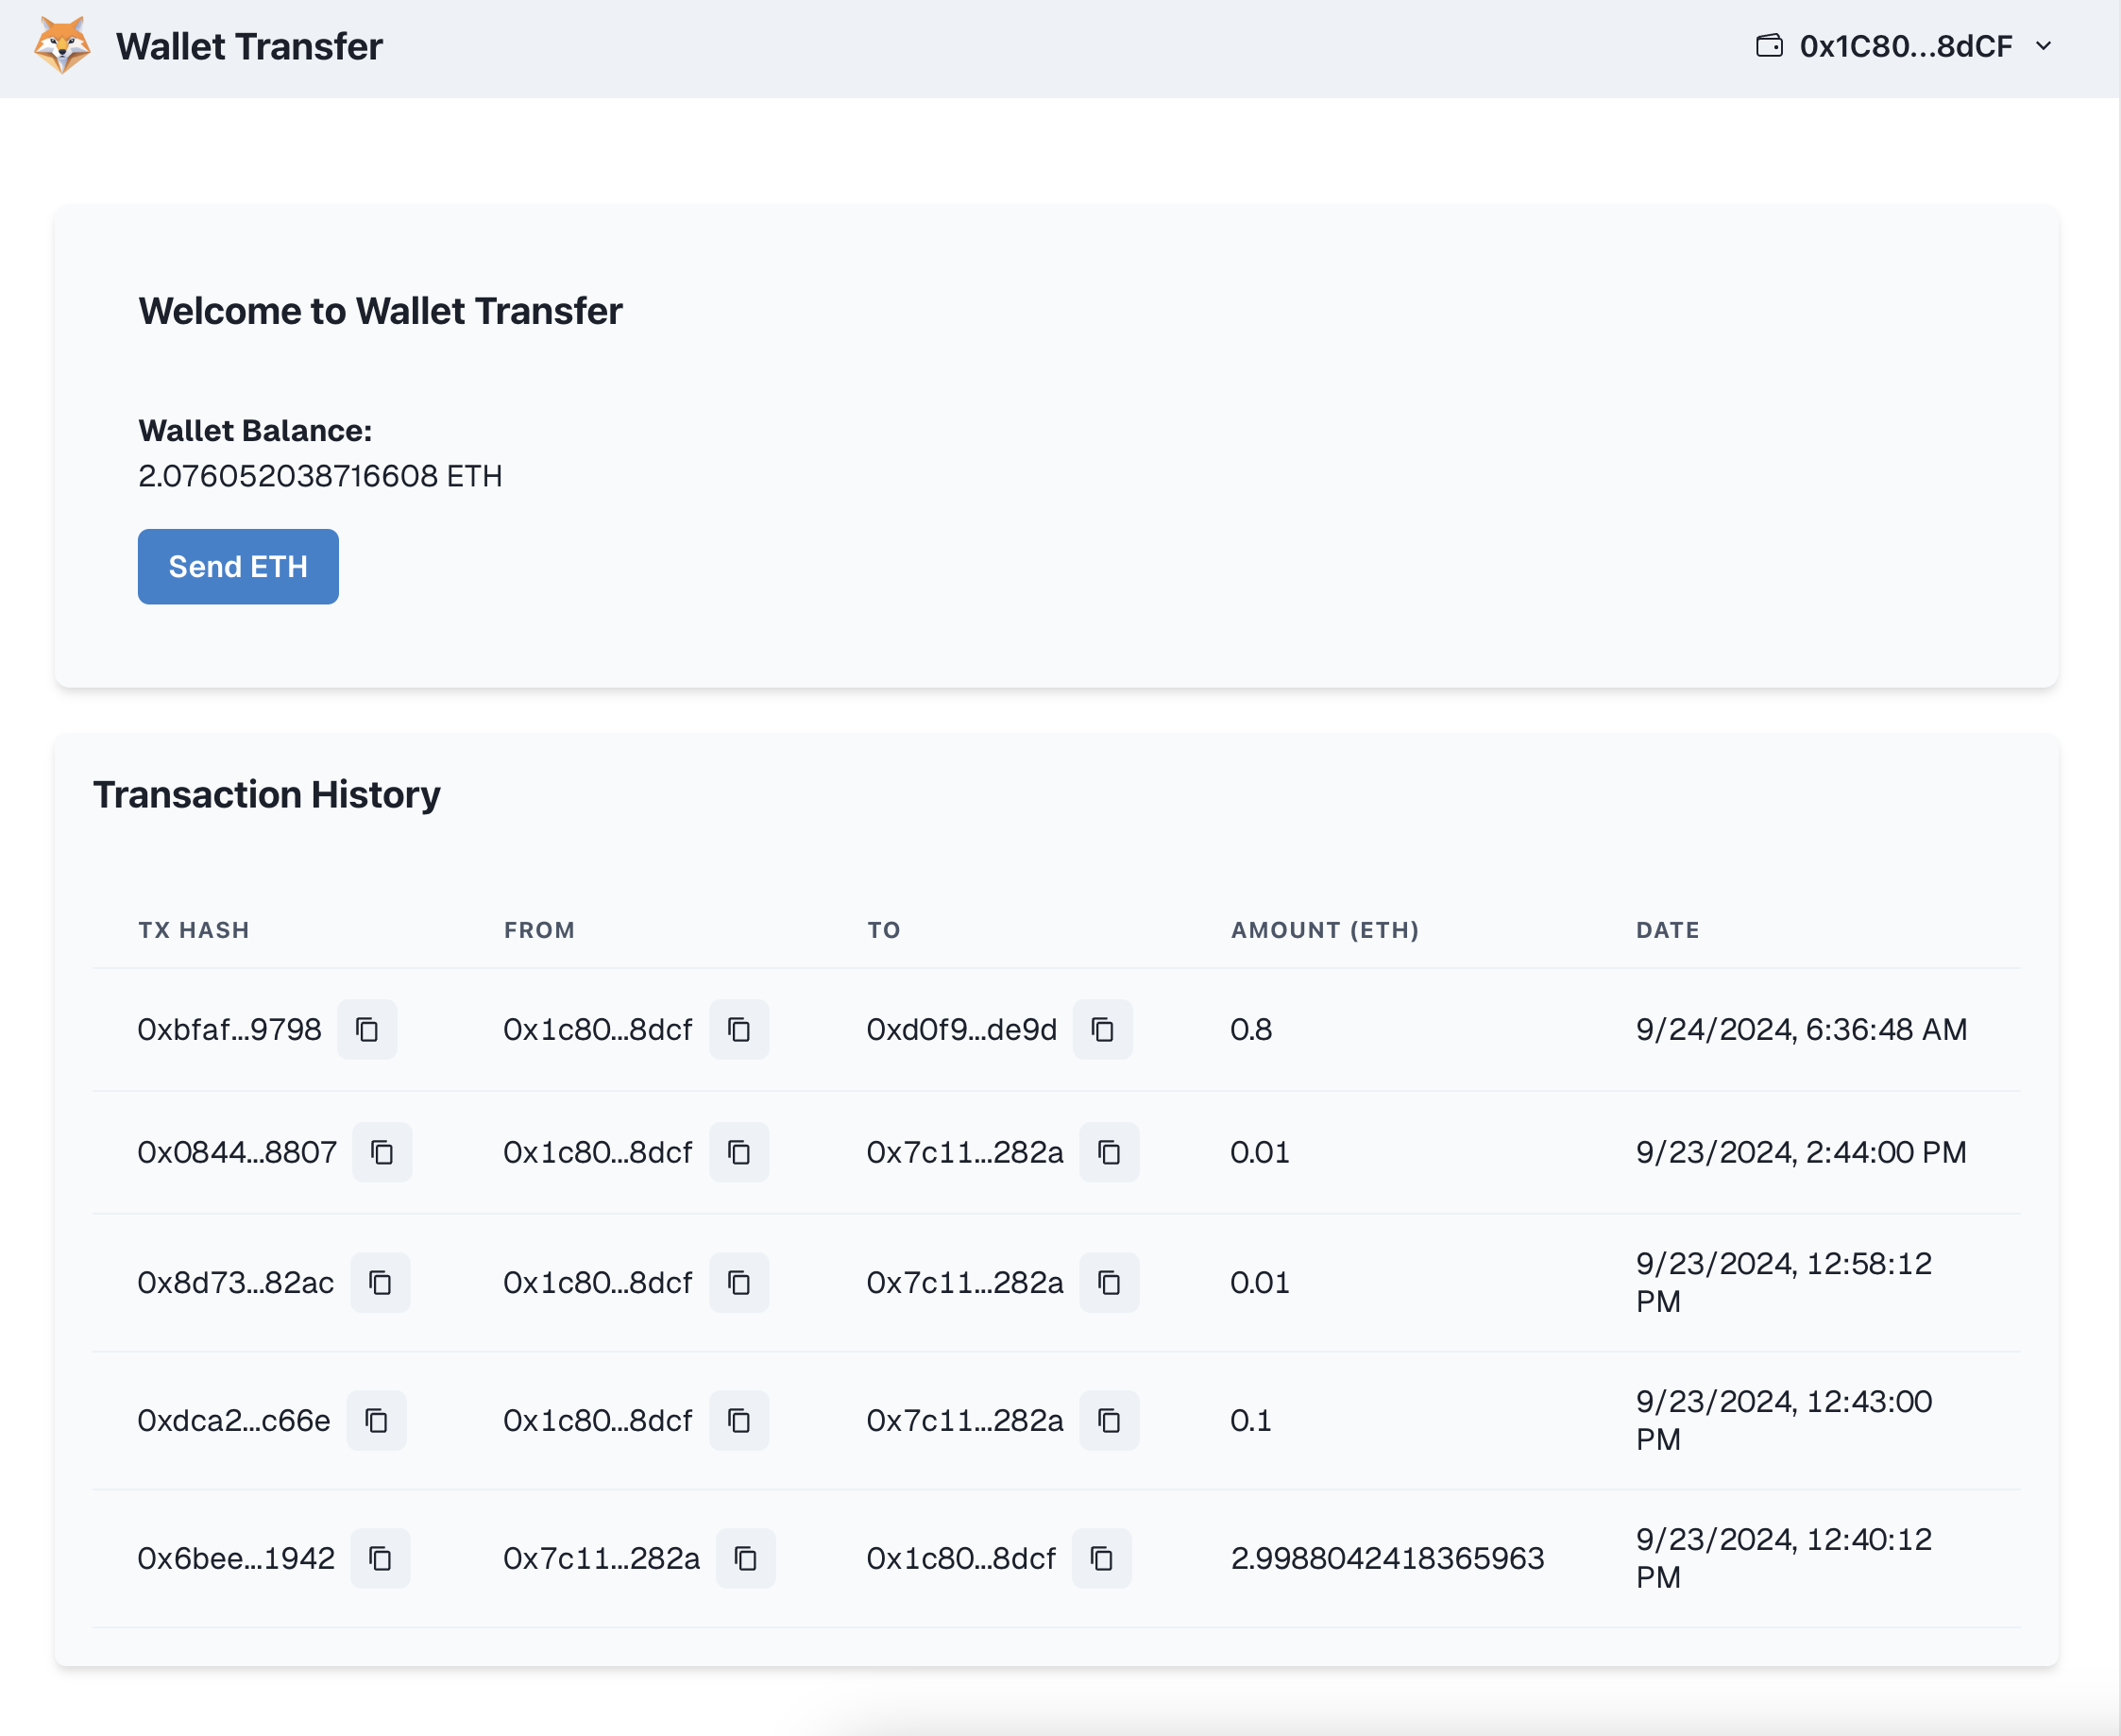 Wallet Transfer
0x1C80...8dCF
Welcome to Wallet Transfer
Wallet Balance:
2.076052038716608 ETH
Send ETH
Transaction History
TX HASH FROM TO AMOUNT (ETH) DATE
0xbfaf...9798 0x1c80...8dcf 0xd0f9...de9d 0.8 9/24/2024, 6:36:48 AM
0x0844...8807 0x1c80...8dcf 0x7c11...282a 0.01 9/23/2024, 2:44:00 PM
0x8d73...82ac 0x1c80...8dcf 0x7c11...282a 0.01 9/23/2024, 12:58:12
PM
0xdca2...c66e 0x1c80...8dcf 0x7c11...282a 0.1 9/23/2024, 12:43:00
PM
0x6bee...1942 0x7c11...282a 0x1c80...8dcf 2.9988042418365963 9/23/2024, 12:40:12
PM